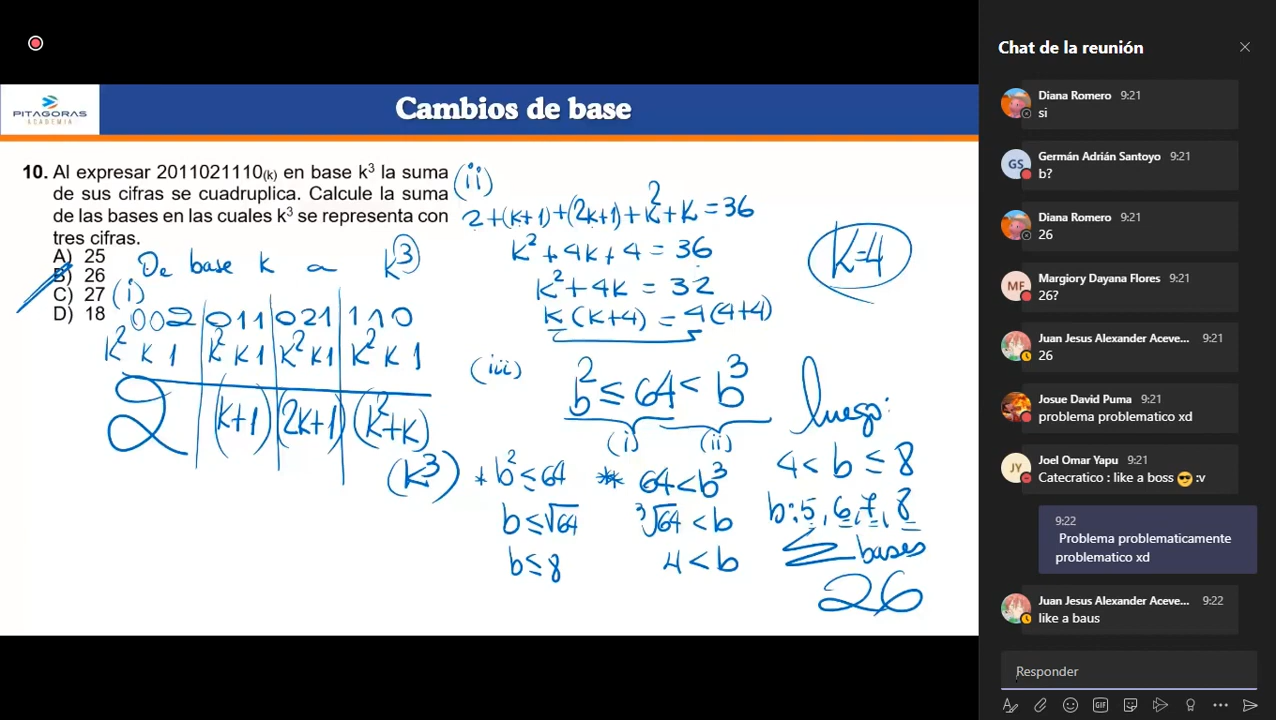 PITAGORAS
ACADEMIA
Cambios de base
10. Al expresar 2011021110(k) en base k³ la suma
de sus cifras se cuadruplica. Calcule la suma
de las bases en las cuales k³ se representa con
tres cifras.
A) 25
B) 26
C) 27
D) 18
De base k a k³
(i)
002 | 011 | 021 | 110
k² k 1 | k² k 1 | k² k 1 | k² k 1
2 | (k+1) | (2k+1) | (k²+k)
(k³)
(ii)
2+(k+1)+(2k+1)+k²+k=36
k²+4k+4=36
k²+4k=32
k(k+4)=4(4+4)
k=4
(iii)
b² ≤ 64 < b³
(i) (ii)
* b² ≤ 64
b ≤ √64
b ≤ 8
** 64 < b³
³√64 < b
4 < b
luego:
4 < b ≤ 8
b: 5, 6, 7, 8
Σ bases
26
Chat de la reunión
Diana Romero 9:21
si
GS
Germán Adrián Santoyo 9:21
b?
Diana Romero 9:21
26
MF
Margiory Dayana Flores 9:21
26?
Juan Jesus Alexander Aceve... 9:21
26
Josue David Puma 9:21
problema problematico xd
JY
Joel Omar Yapu 9:21
Catecratico : like a boss 😎 :v
9:22
Problema problematicamente
problematico xd
Juan Jesus Alexander Aceve... 9:22
like a baus
Responder
GIF